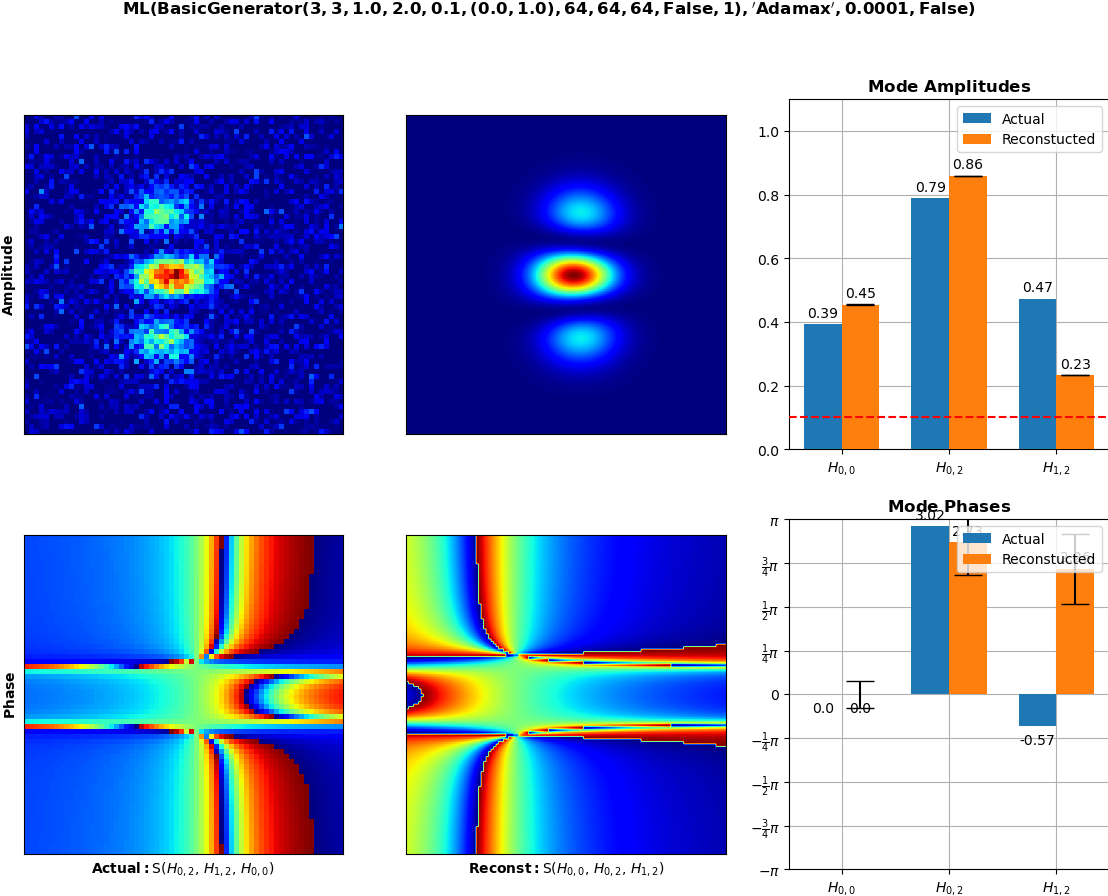 ML(BasicGenerator(3, 3, 1.0, 2.0, 0.1, (0.0, 1.0), 64, 64, 64, False, 1), 'Adamax', 0.0001, False)
Amplitude
Mode Amplitudes
Actual
Reconstucted
1.0
0.8
0.6
0.4
0.2
0.0
0.39
0.45
0.79
0.86
0.47
0.23
H0,0
H0,2
H1,2
Phase
Actual: S(H0,2, H1,2, H0,0)
Reconst: S(H0,0, H0,2, H1,2)
Mode Phases
Actual
Reconstucted
π
3/4π
1/2π
1/4π
0
−1/4π
−1/2π
−3/4π
−π
0.0
-0.0
3.02
-0.57
H0,0
H0,2
H1,2